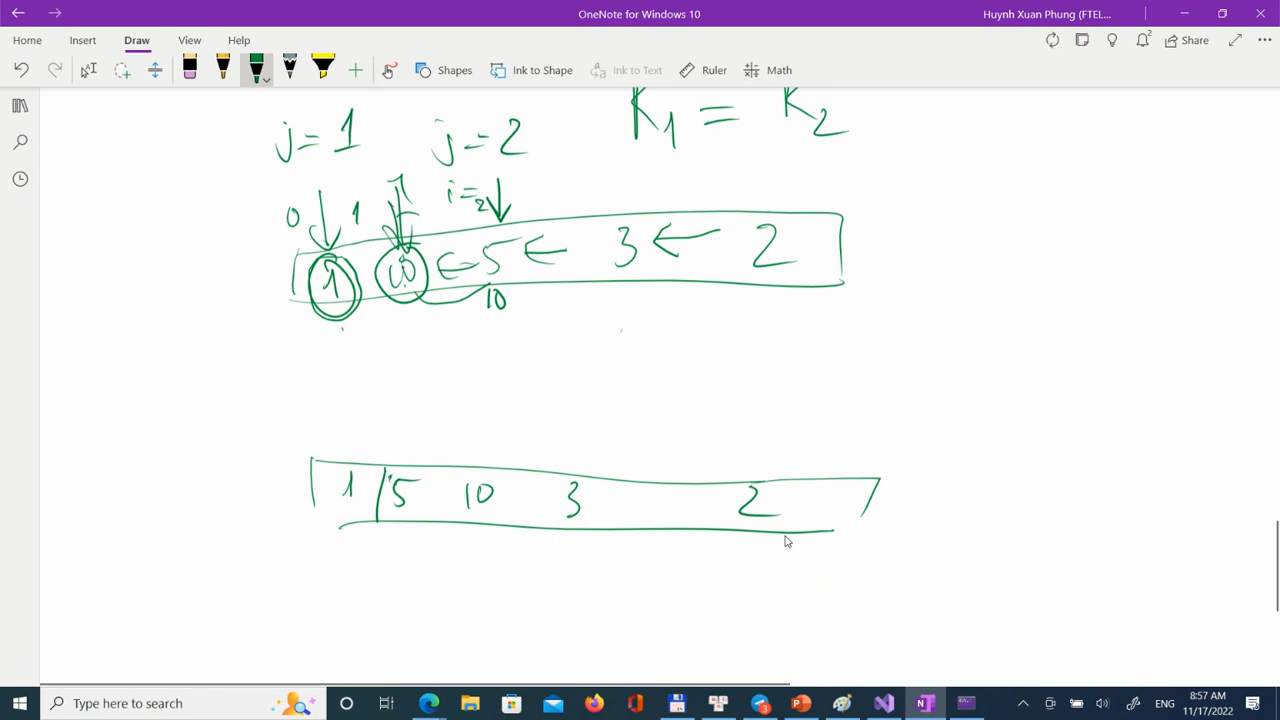 OneNote for Windows 10
Huynh Xuan Phung (FTEL...
Home Insert Draw View Help
Share
Shapes Ink to Shape Ink to Text Ruler Math
j = 1 j = 2 K1 = K2
0 1 i = 2
1 10 ← 5 ← 3 ← 2
10
1 | 5 10 3 2
Type here to search
3
ENG
8:57 AM
11/17/2022